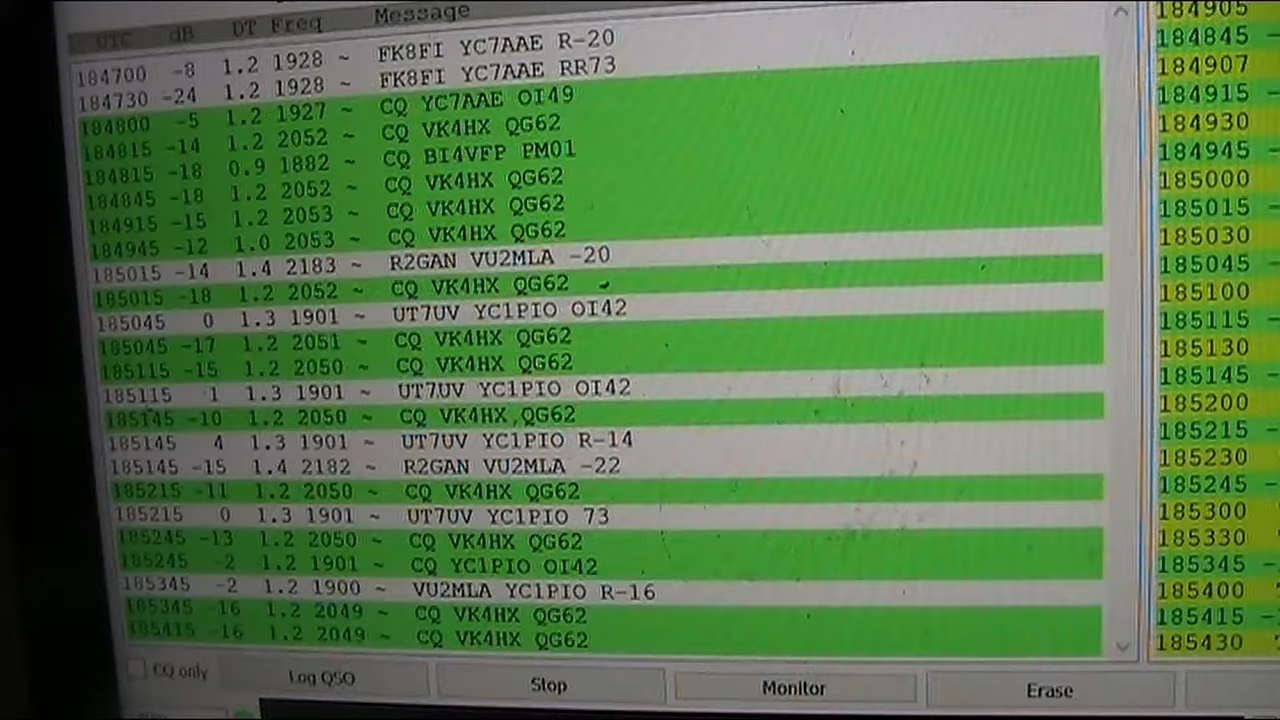 UTC dB DT Freq Message
184700 -8 1.2 1928 ~ FK8FI YC7AAE R-20
184730 -24 1.2 1928 ~ FK8FI YC7AAE RR73
184800 -5 1.2 1927 ~ CQ YC7AAE OI49
184815 -14 1.2 2052 ~ CQ VK4HX QG62
184815 -18 0.9 1882 ~ CQ BI4VFP PM01
184845 -18 1.2 2052 ~ CQ VK4HX QG62
184915 -15 1.2 2053 ~ CQ VK4HX QG62
184945 -12 1.0 2053 ~ CQ VK4HX QG62
185015 -14 1.4 2183 ~ R2GAN VU2MLA -20
185015 -18 1.2 2052 ~ CQ VK4HX QG62
185045 0 1.3 1901 ~ UT7UV YC1PIO OI42
185045 -17 1.2 2051 ~ CQ VK4HX QG62
185115 -15 1.2 2050 ~ CQ VK4HX QG62
185115 1 1.3 1901 ~ UT7UV YC1PIO OI42
185145 -10 1.2 2050 ~ CQ VK4HX QG62
185145 4 1.3 1901 ~ UT7UV YC1PIO R-14
185145 -15 1.4 2182 ~ R2GAN VU2MLA -22
185215 -11 1.2 2050 ~ CQ VK4HX QG62
185215 0 1.3 1901 ~ UT7UV YC1PIO 73
185245 -13 1.2 2050 ~ CQ VK4HX QG62
185245 -2 1.2 1901 ~ CQ YC1PIO OI42
185345 -2 1.2 1900 ~ VU2MLA YC1PIO R-16
185345 -16 1.2 2049 ~ CQ VK4HX QG62
185415 -16 1.2 2049 ~ CQ VK4HX QG62
CQ only Log QSO Stop Monitor Erase
184905
184845 -
184907
184915 -
184930
184945 -
185000
185015 -
185030
185045 -
185100
185115 -
185130
185145 -
185200
185215 -
185230
185245 -
185300
185330
185345 -
185400
185415 -
185430